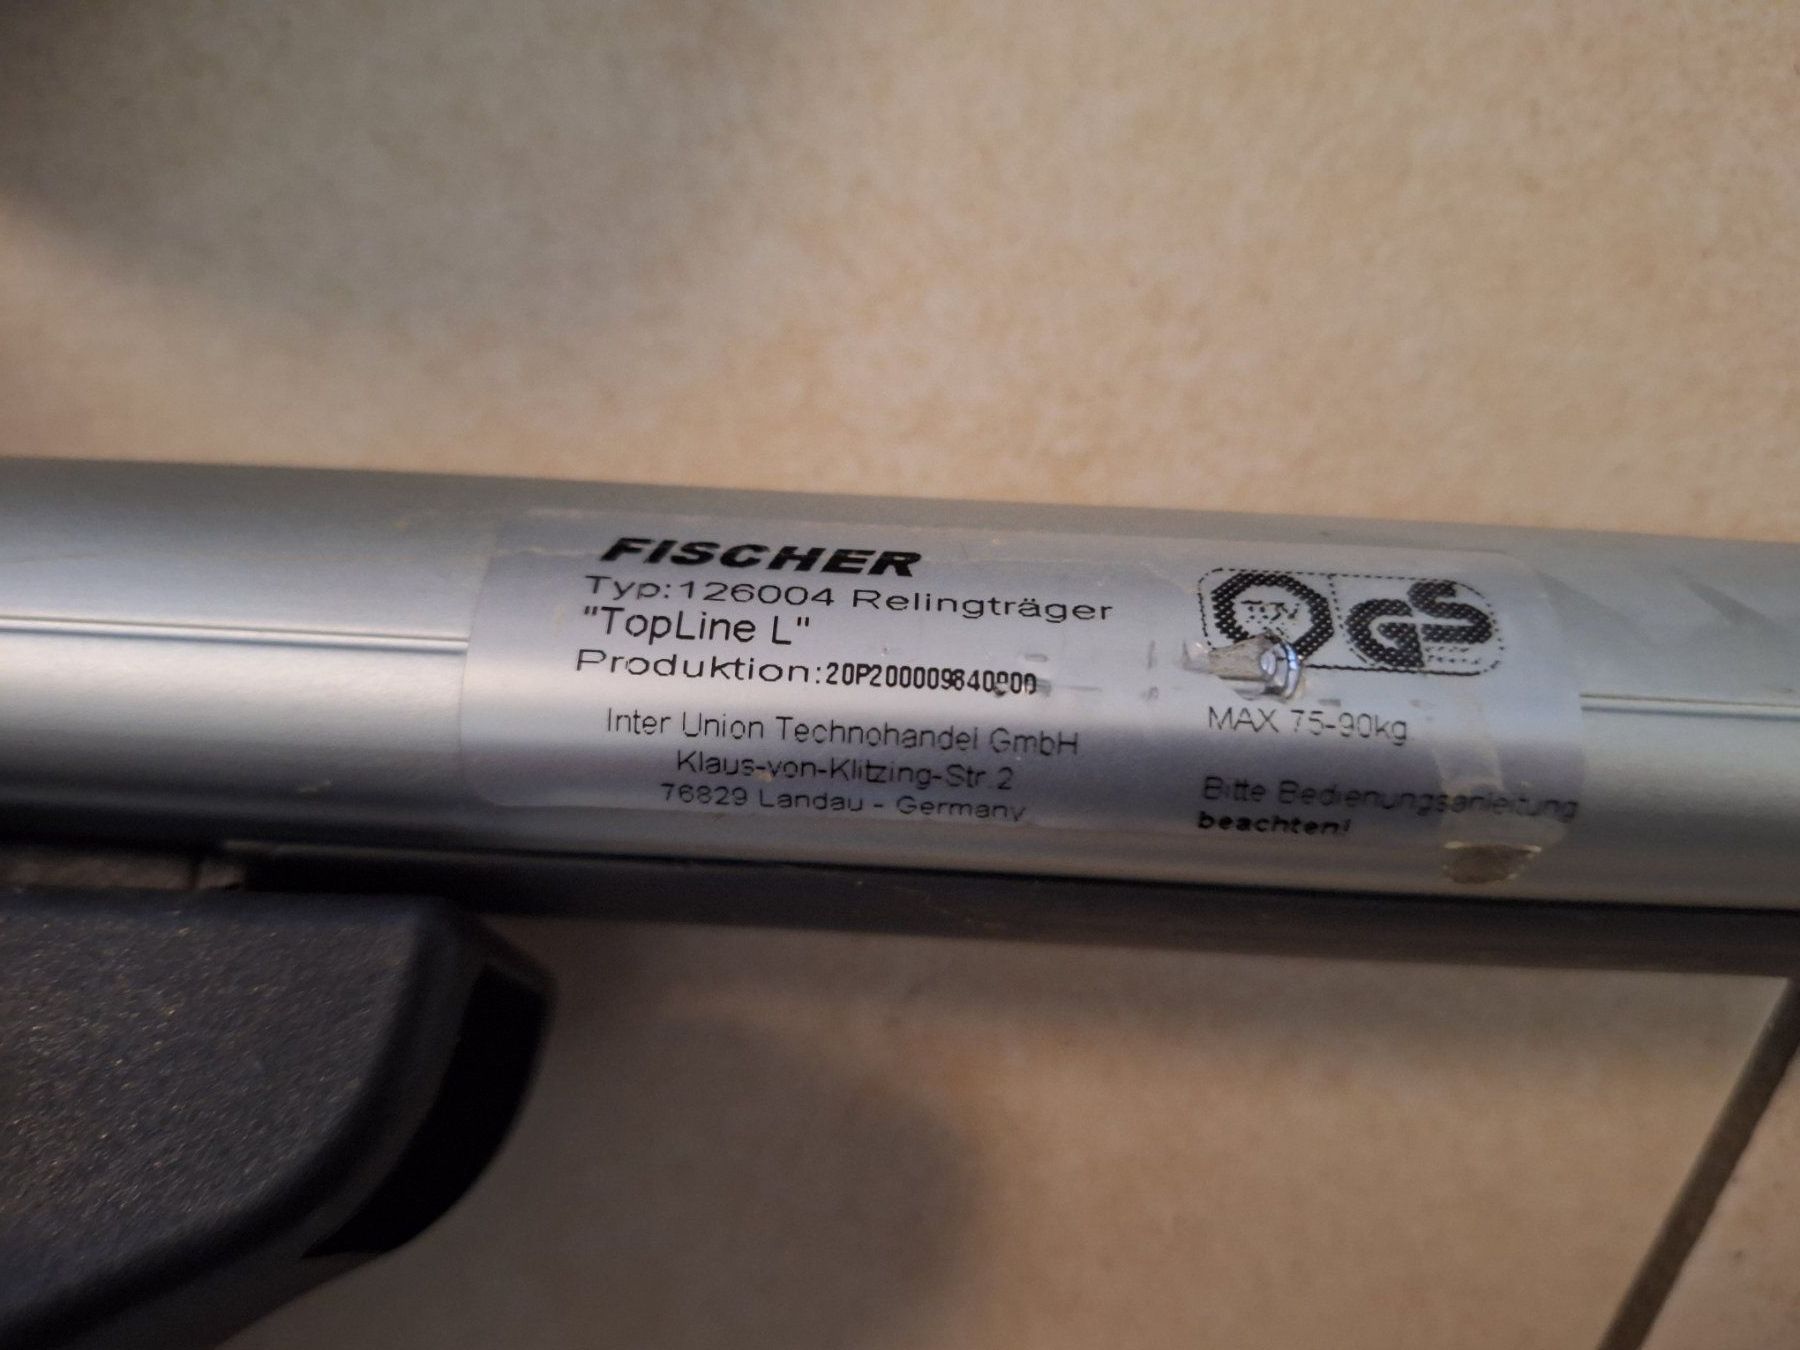 FISCHER
Typ:126004 Relingträger
"TopLine L"
Produktion:20P200009840000
Inter Union Technohandel GmbH
Klaus-von-Klitzing-Str.2
76829 Landau - Germany
TÜV GS
MAX 75-90kg
Bitte Bedienungsanleitung
beachten!